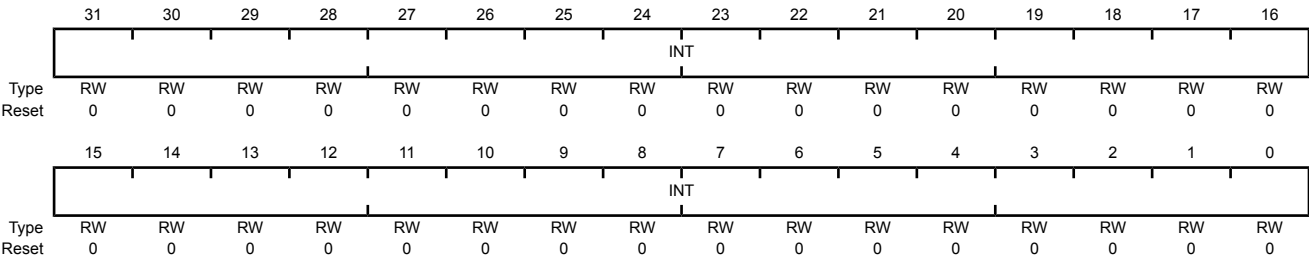 31 30 29 28 27 26 25 24 23 22 21 20 19 18 17 16
INT
Type RW RW RW RW RW RW RW RW RW RW RW RW RW RW RW RW
Reset 0 0 0 0 0 0 0 0 0 0 0 0 0 0 0 0
15 14 13 12 11 10 9 8 7 6 5 4 3 2 1 0
INT
Type RW RW RW RW RW RW RW RW RW RW RW RW RW RW RW RW
Reset 0 0 0 0 0 0 0 0 0 0 0 0 0 0 0 0